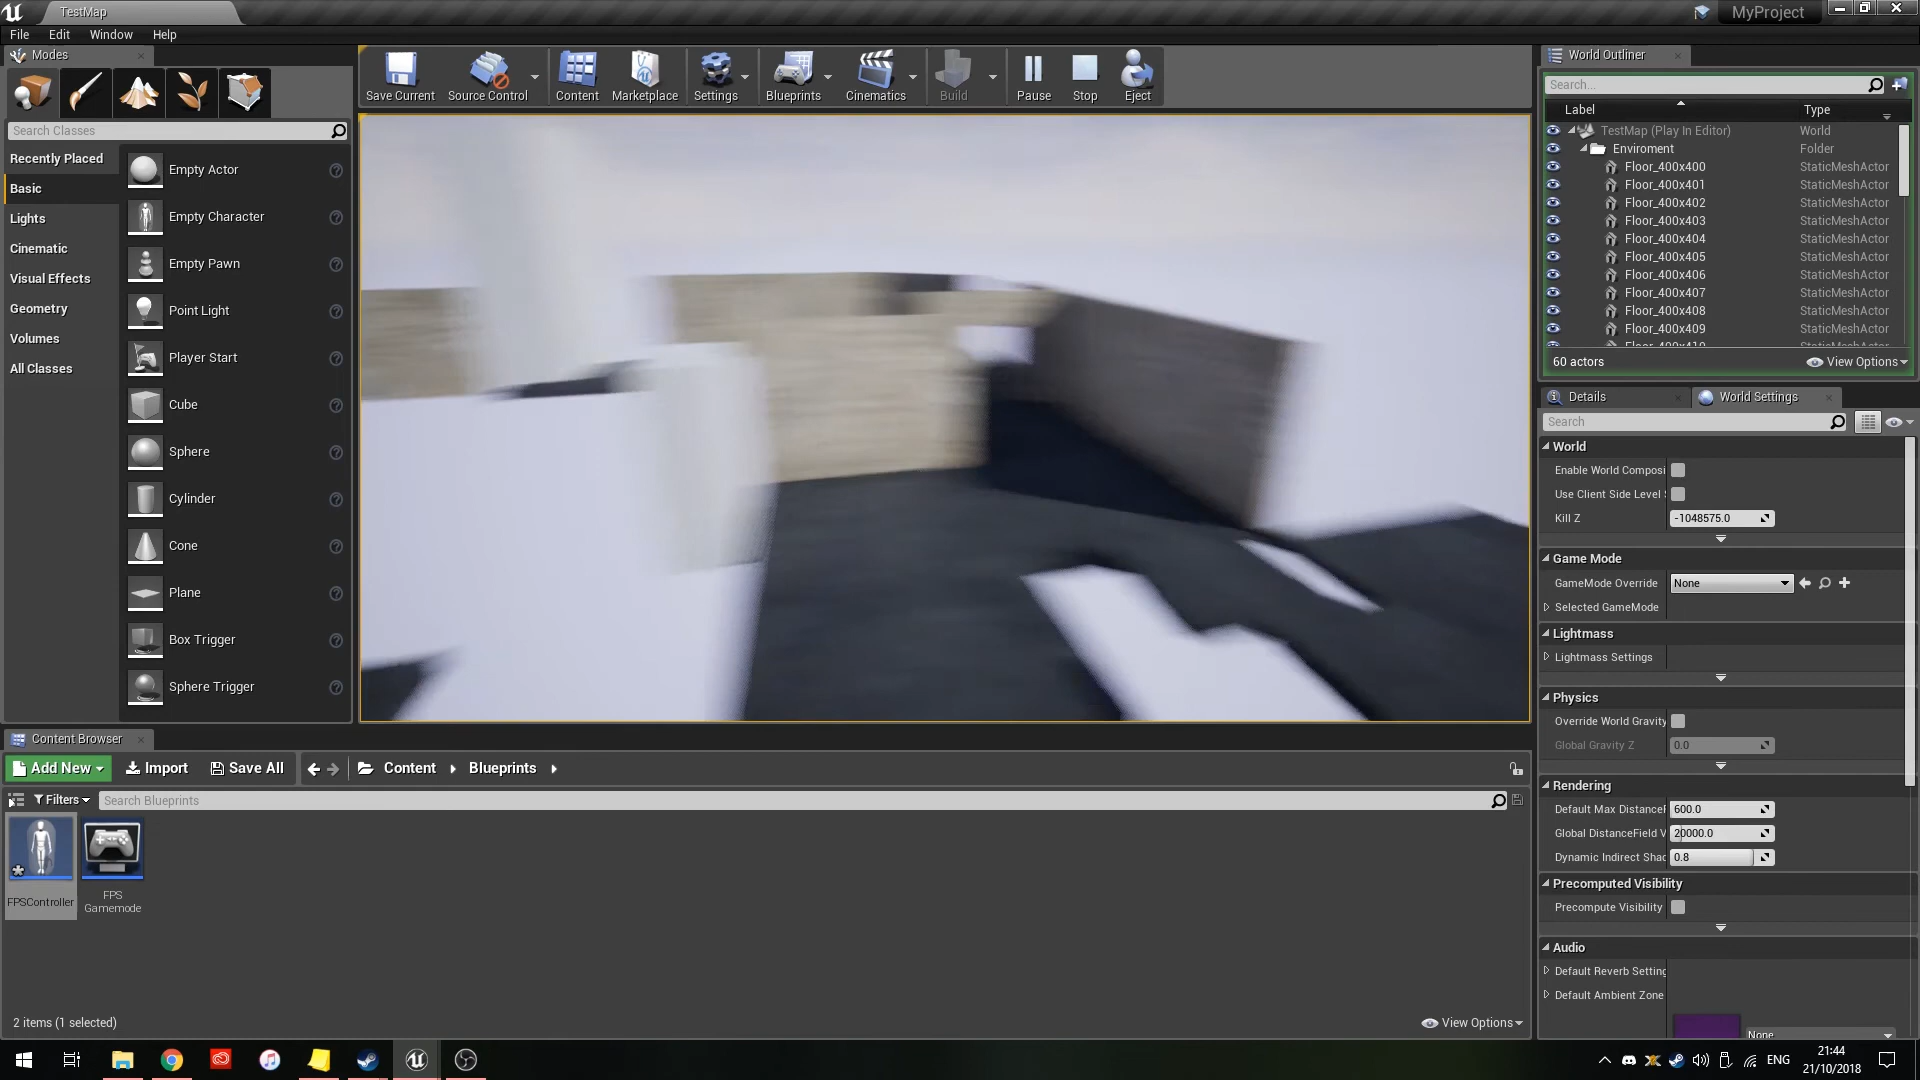 TestMap
MyProject
File Edit Window Help
Modes
Search Classes
Recently Placed
Basic
Lights
Cinematic
Visual Effects
Geometry
Volumes
All Classes
Empty Actor
Empty Character
Empty Pawn
Point Light
Player Start
Cube
Sphere
Cylinder
Cone
Plane
Box Trigger
Sphere Trigger
Save Current
Source Control
Content
Marketplace
Settings
Blueprints
Cinematics
Build
Pause
Stop
Eject
World Outliner
Search...
Label Type
TestMap (Play In Editor) World
Enviroment Folder
Floor_400x400 StaticMeshActor
Floor_400x401 StaticMeshActor
Floor_400x402 StaticMeshActor
Floor_400x403 StaticMeshActor
Floor_400x404 StaticMeshActor
Floor_400x405 StaticMeshActor
Floor_400x406 StaticMeshActor
Floor_400x407 StaticMeshActor
Floor_400x408 StaticMeshActor
Floor_400x409 StaticMeshActor
60 actors View Options
Details World Settings
Search
World
Enable World Composi
Use Client Side Level
Kill Z -1048575.0
Game Mode
GameMode Override None
Selected GameMode
Lightmass
Lightmass Settings
Physics
Override World Gravity
Global Gravity Z 0.0
Rendering
Default Max DistanceF 600.0
Global DistanceField V 20000.0
Dynamic Indirect Shad 0.8
Precomputed Visibility
Precompute Visibility
Audio
Default Reverb Setting
Default Ambient Zone
None
Content Browser
Add New Import Save All Content Blueprints
Filters Search Blueprints
FPSController
FPS
Gamemode
2 items (1 selected) View Options
ENG
21:44
21/10/2018